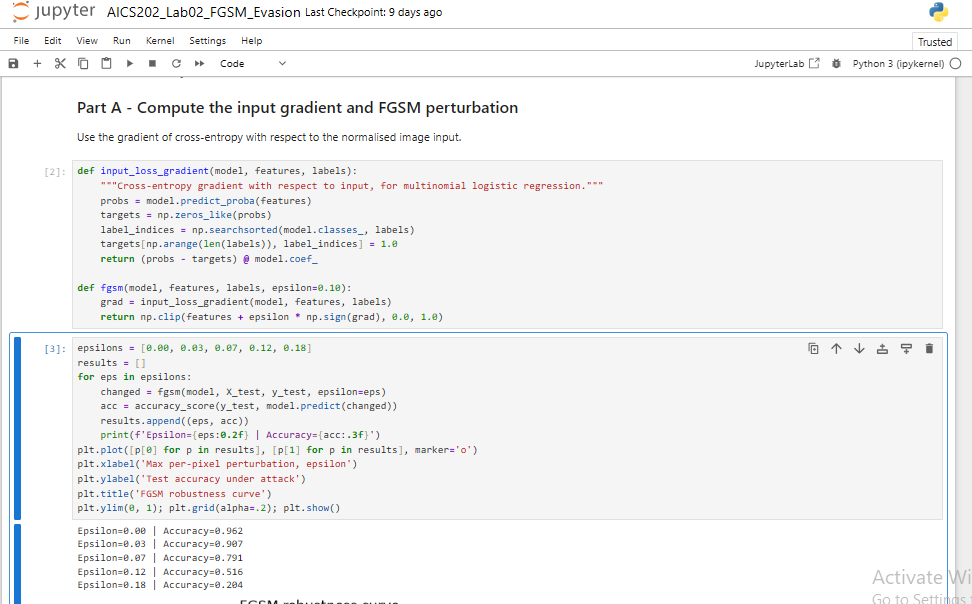 jupyter AICS202_Lab02_FGSM_Evasion Last Checkpoint: 9 days ago
File Edit View Run Kernel Settings Help
Trusted
Code
JupyterLab
Python 3 (ipykernel)
Part A - Compute the input gradient and FGSM perturbation
Use the gradient of cross-entropy with respect to the normalised image input.
[2]:
def input_loss_gradient(model, features, labels):
    """Cross-entropy gradient with respect to input, for multinomial logistic regression."""
    probs = model.predict_proba(features)
    targets = np.zeros_like(probs)
    label_indices = np.searchsorted(model.classes_, labels)
    targets[np.arange(len(labels)), label_indices] = 1.0
    return (probs - targets) @ model.coef_
def fgsm(model, features, labels, epsilon=0.10):
    grad = input_loss_gradient(model, features, labels)
    return np.clip(features + epsilon * np.sign(grad), 0.0, 1.0)
[3]:
epsilons = [0.00, 0.03, 0.07, 0.12, 0.18]
results = []
for eps in epsilons:
    changed = fgsm(model, X_test, y_test, epsilon=eps)
    acc = accuracy_score(y_test, model.predict(changed))
    results.append((eps, acc))
    print(f'Epsilon={eps:0.2f} | Accuracy={acc:.3f}')
plt.plot([p[0] for p in results], [p[1] for p in results], marker='o')
plt.xlabel('Max per-pixel perturbation, epsilon')
plt.ylabel('Test accuracy under attack')
plt.title('FGSM robustness curve')
plt.ylim(0, 1); plt.grid(alpha=.2); plt.show()
Epsilon=0.00 | Accuracy=0.962
Epsilon=0.03 | Accuracy=0.907
Epsilon=0.07 | Accuracy=0.791
Epsilon=0.12 | Accuracy=0.516
Epsilon=0.18 | Accuracy=0.204
FGSM robustness curve
Activate Wi
Go to Settings